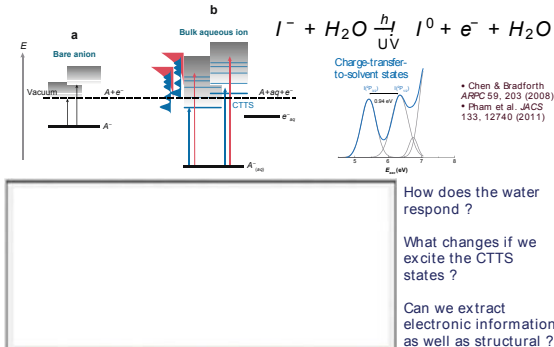 a
b
Bare anion
Bulk aqueous ion
E
Vacuum
A+e⁻
A⁻
A+aq+e⁻
CTTS
e⁻aq
A⁻(aq)
I⁻ + H₂O h UV I⁰ + e⁻ + H₂O
Charge-transfer-
to-solvent states
0.94 eV
5 6 7 8
(eV)
• Chen & Bradforth
ARPC 59, 203 (2008)
• Pham et al. JACS
133, 12740 (2011)
How does the water
respond ?
What changes if we
excite the CTTS
states ?
Can we extract
electronic information
as well as structural ?